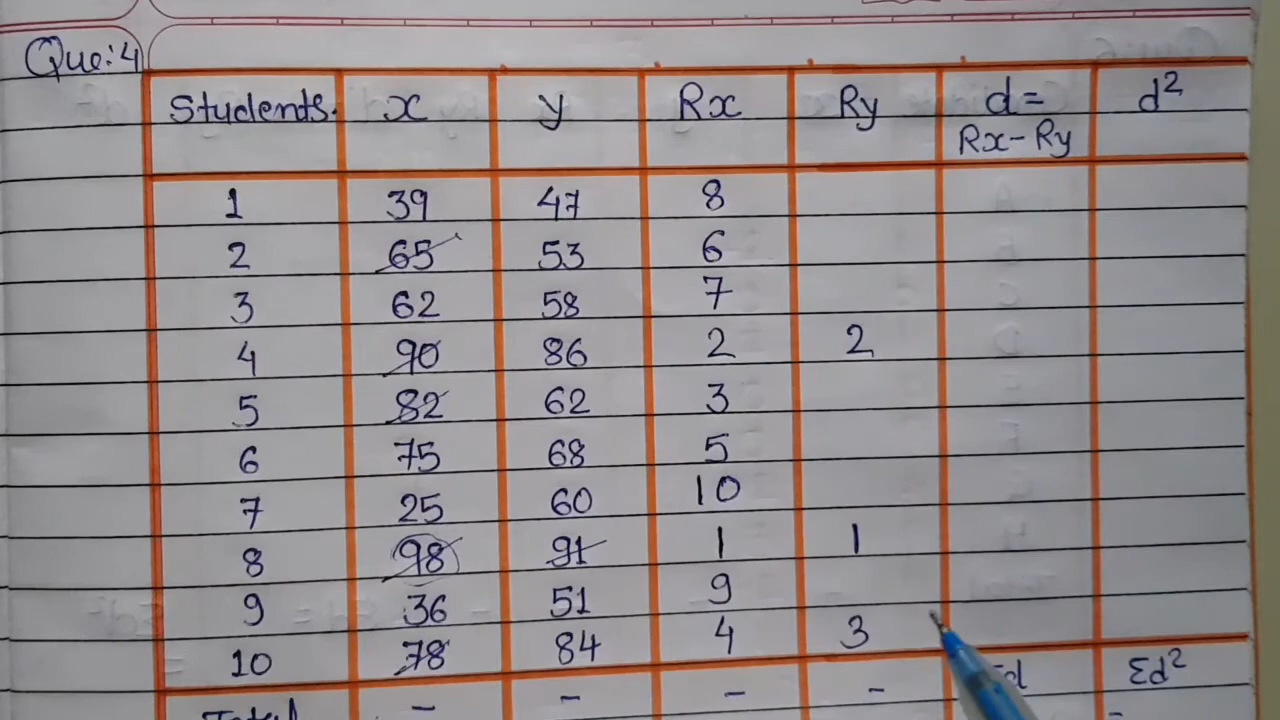 Que:4
Students. x y Rx Ry d = Rx - Ry d²
1 39 47 8
2 65 53 6
3 62 58 7
4 90 86 2 2
5 82 62 3
6 75 68 5
7 25 60 10
8 98 91 1 1
9 36 51 9
10 78 84 4 3
Total - - - - d Σd²